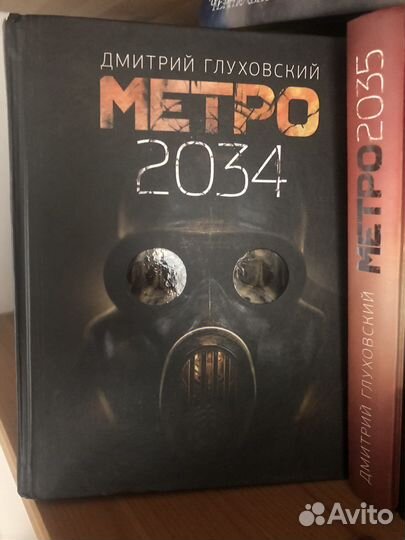 ДМИТРИЙ ГЛУХОВСКИЙ
МЕТРО
2034
ДМИТРИЙ ГЛУХОВСКИЙ МЕТРО 2035
Avito